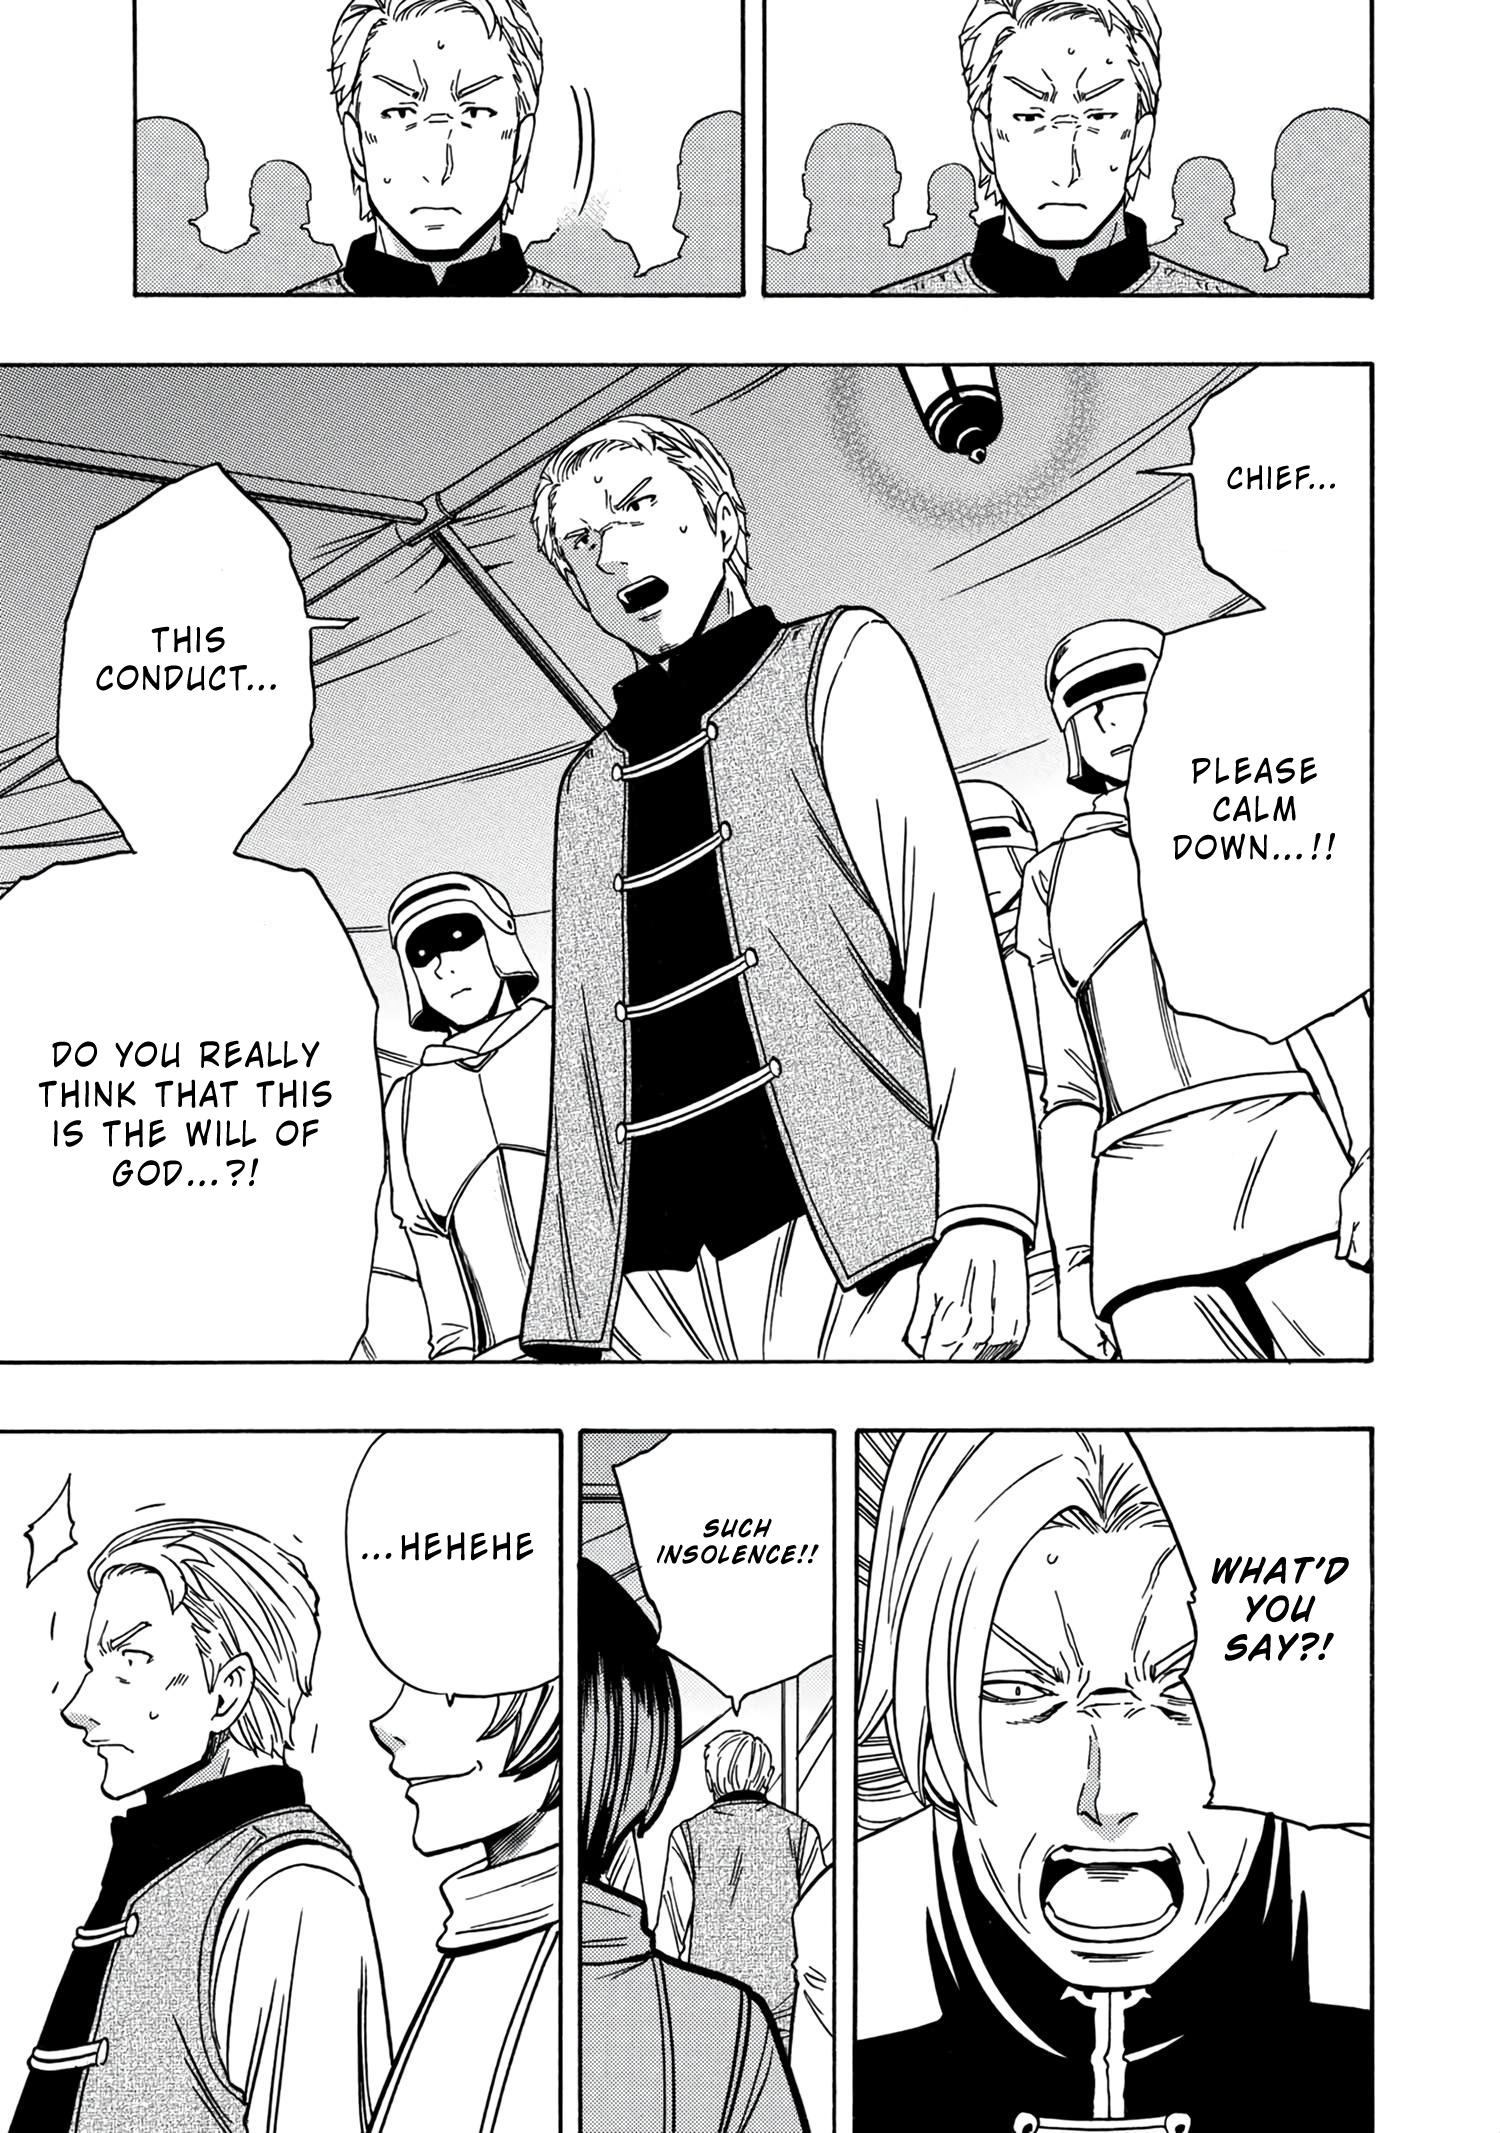 CHIEF...
PLEASE
CALM
DOWN...!!
THIS
CONDUCT...
DO YOU REALLY
THINK THAT THIS
IS THE WILL OF
GOD...?!
WHAT'D
YOU
SAY?!
SUCH
INSOLENCE!!
...HEHEHE